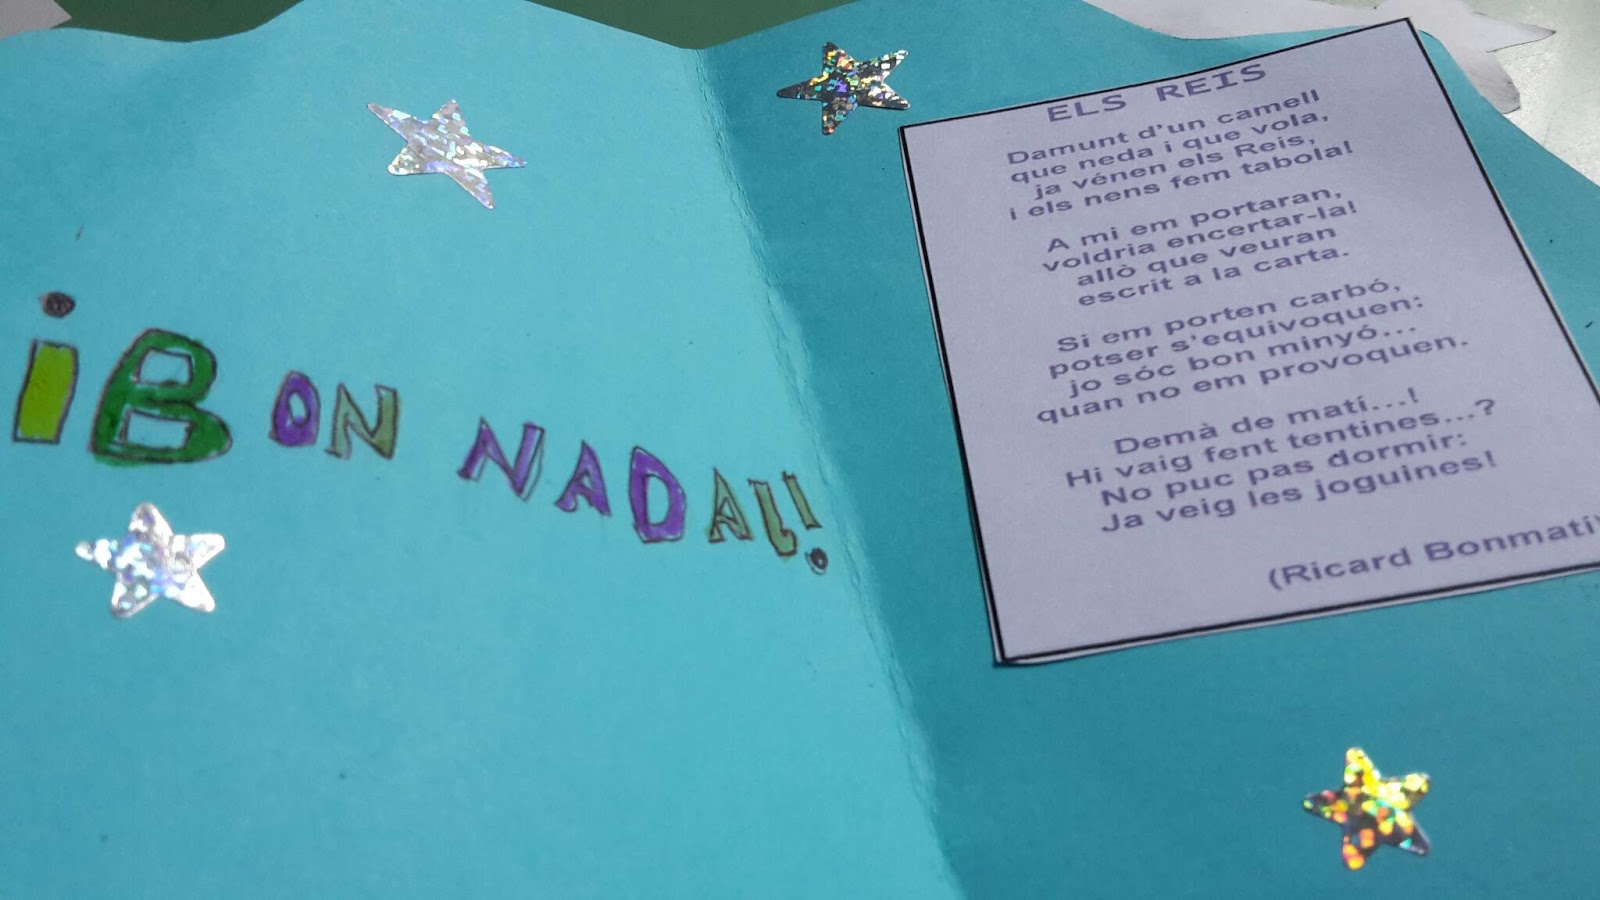 ¡BON NADAL!
ELS REIS
Damunt d'un camell
que neda i que vola,
ja vénen els Reis,
i els nens fem tabola!
A mi em portaran,
voldria encertar-la!
allò que veuran
escrit a la carta.
Si em porten carbó,
potser s'equivoquen:
jo sóc bon minyó...
quan no em provoquen.
Demà de matí...!
Hi vaig fent tentines...?
No puc pas dormir:
Ja veig les joguines!
(Ricard Bonmatí)